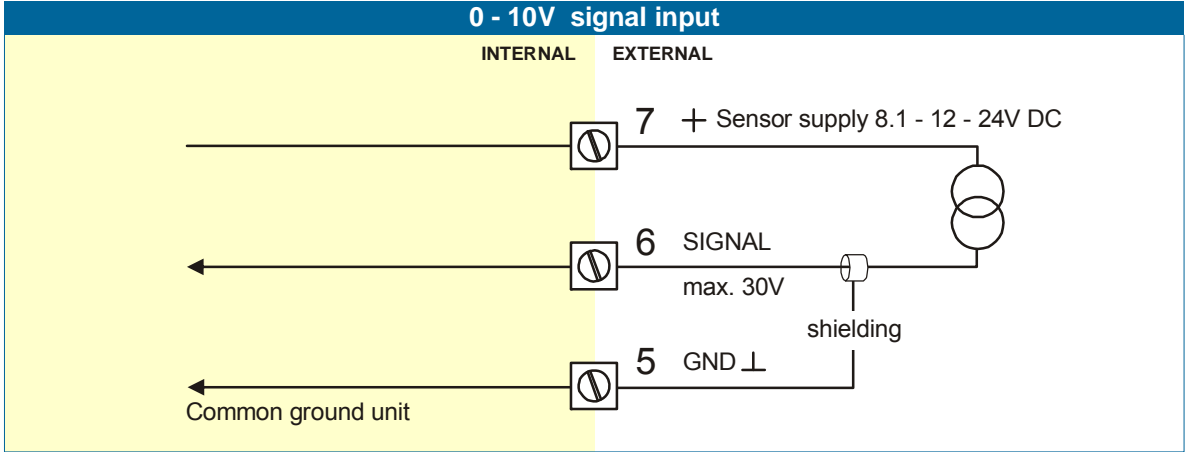 0 - 10V signal input
INTERNAL EXTERNAL
7 + Sensor supply 8.1 - 12 - 24V DC
6 SIGNAL
max. 30V
shielding
5 GND ⊥
Common ground unit